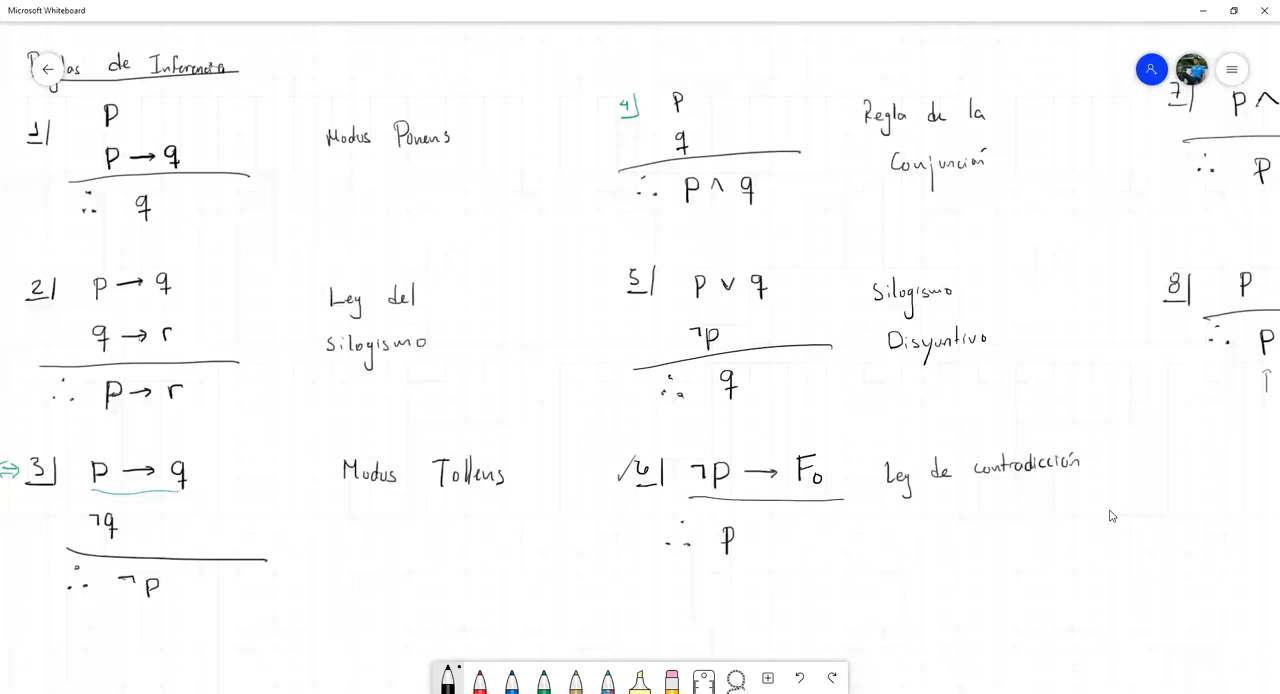 Microsoft Whiteboard
de Inferencia
1)
p
p → q
∴ q
Modus Ponens
2)
p → q
q → r
∴ p → r
Ley del
Silogismo
⇒ 3)
p → q
¬q
∴ ¬p
Modus Tollens
4)
p
q
∴ p ∧ q
Regla de la
Conjunción
5)
p ∨ q
¬p
∴ q
Silogismo
Disyuntivo
✓ 6)
¬p → F₀
∴ p
Ley de contradicción
7)
p ∧
∴ p
8)
p
∴ p
↑